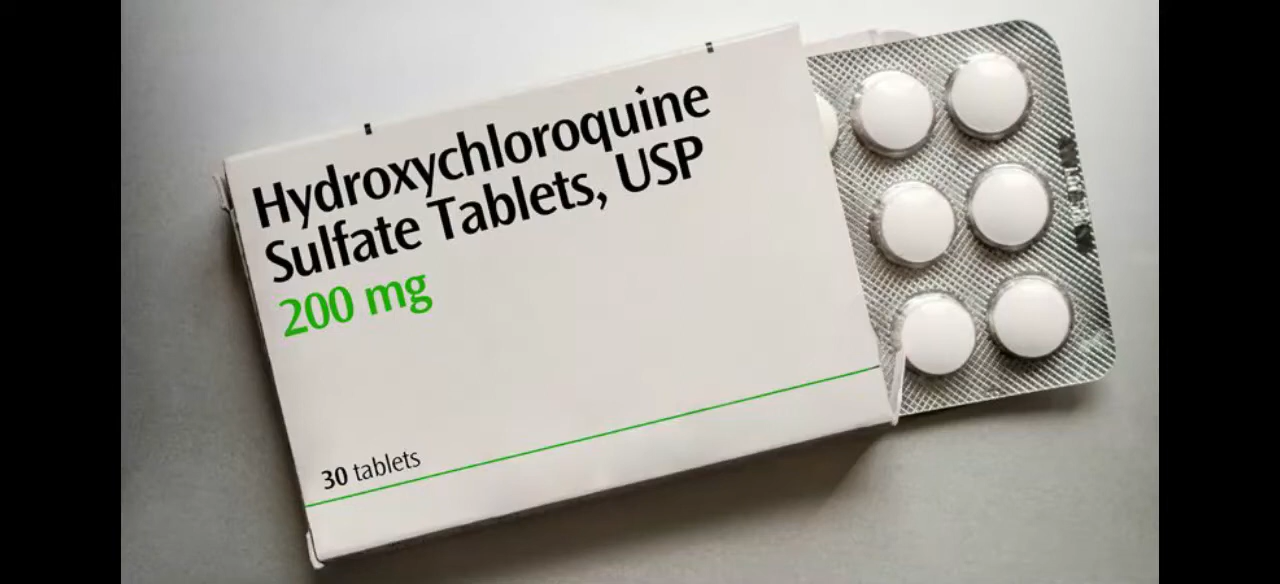 Hydroxychloroquine
Sulfate Tablets, USP
200 mg
30 tablets